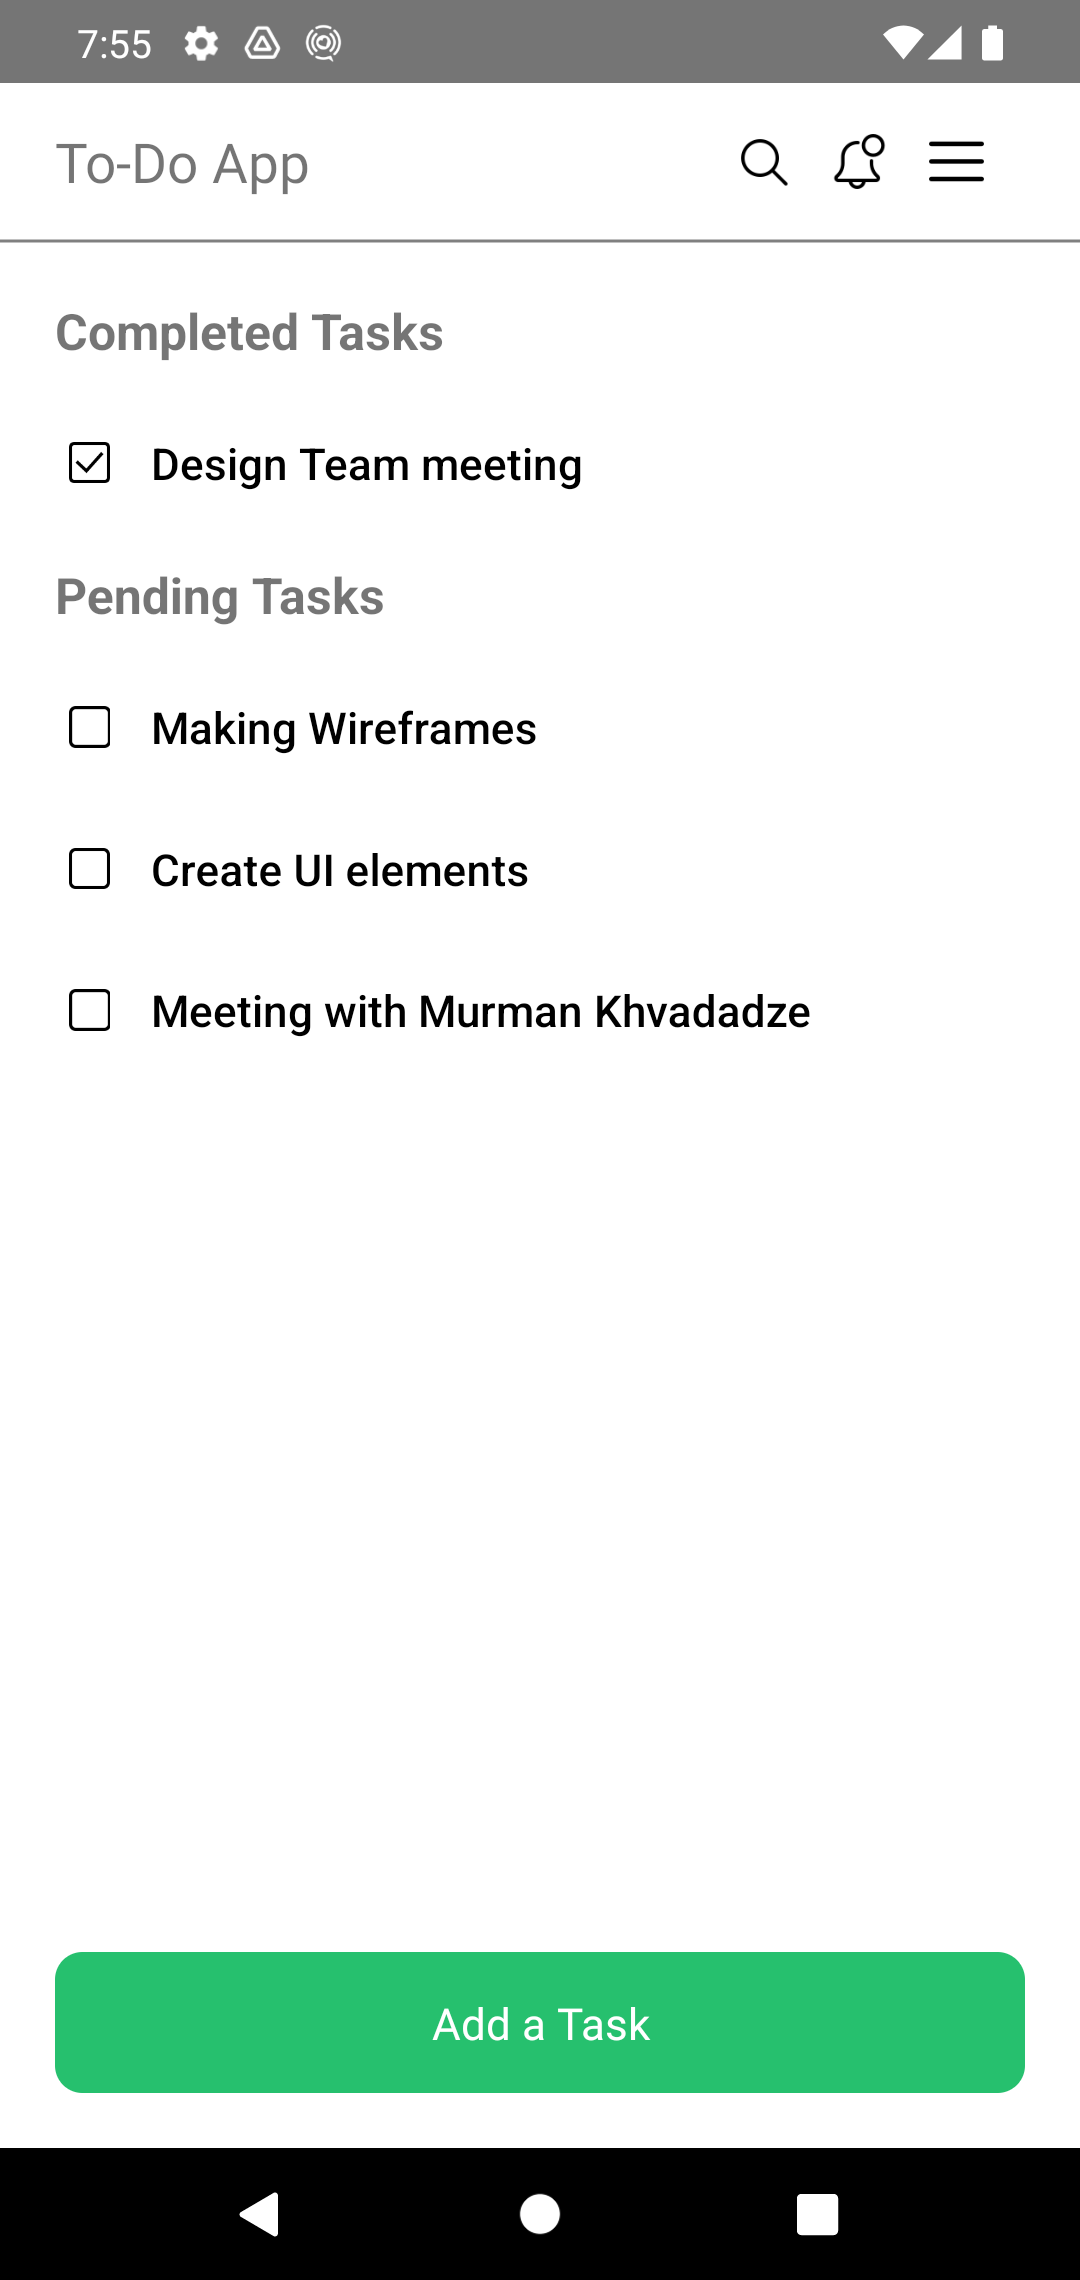 7:55
To-Do App
Completed Tasks
Design Team meeting
Pending Tasks
Making Wireframes
Create UI elements
Meeting with Murman Khvadadze
Add a Task